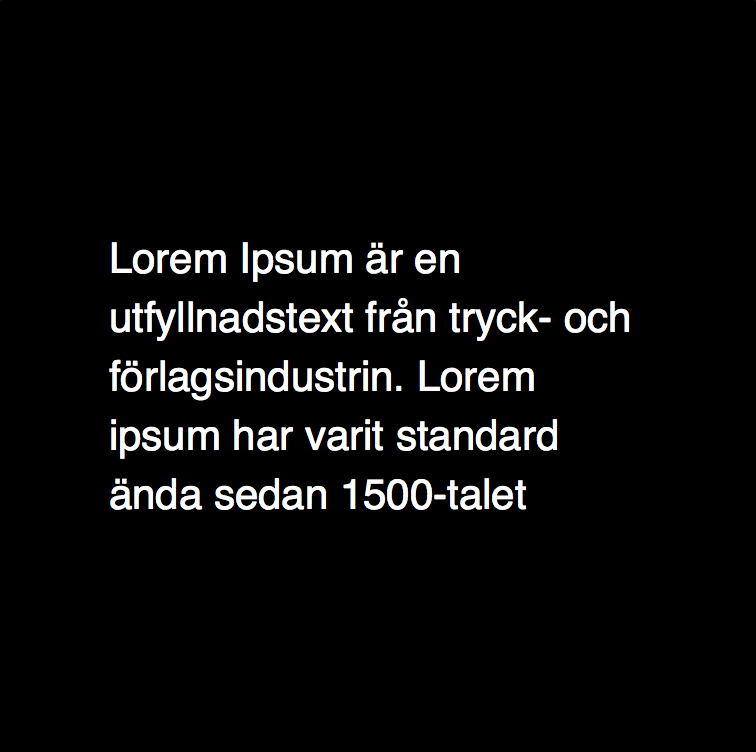 Lorem Ipsum är en
utfyllnadstext från tryck- och
förlagsindustrin. Lorem
ipsum har varit standard
ända sedan 1500-talet